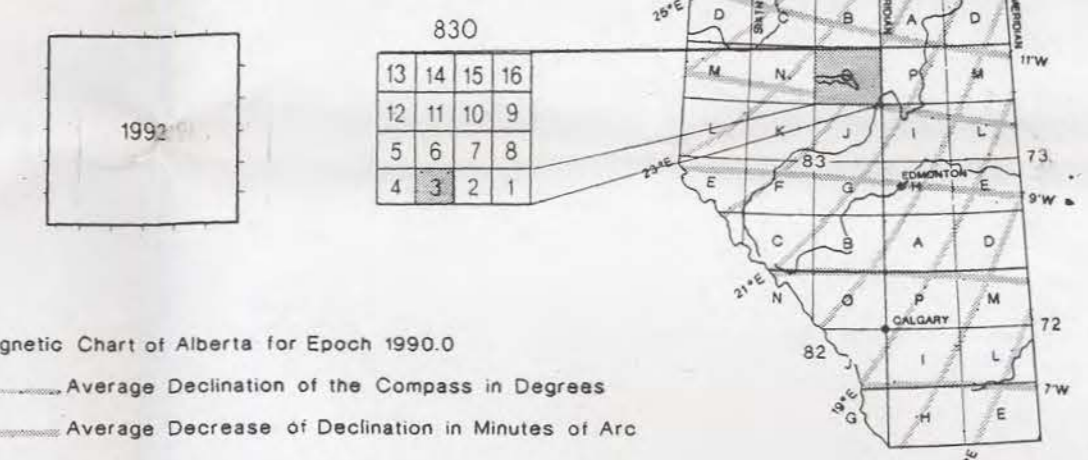 830
13 14 15 16
12 11 10 9
5 6 7 8
4 3 2 1
1992
25°E
D C B A D
MERIDIAN
11'W
M N. O P M
L K J I L
23°E
83
73
EDMONTON
E F G H E
9'W
C B A D
21°E
N O P M
CALGARY
72
82
J I L
7'W
19°E
G H E
gnetic Chart of Alberta for Epoch 1990.0
Average Declination of the Compass in Degrees
Average Decrease of Declination in Minutes of Arc